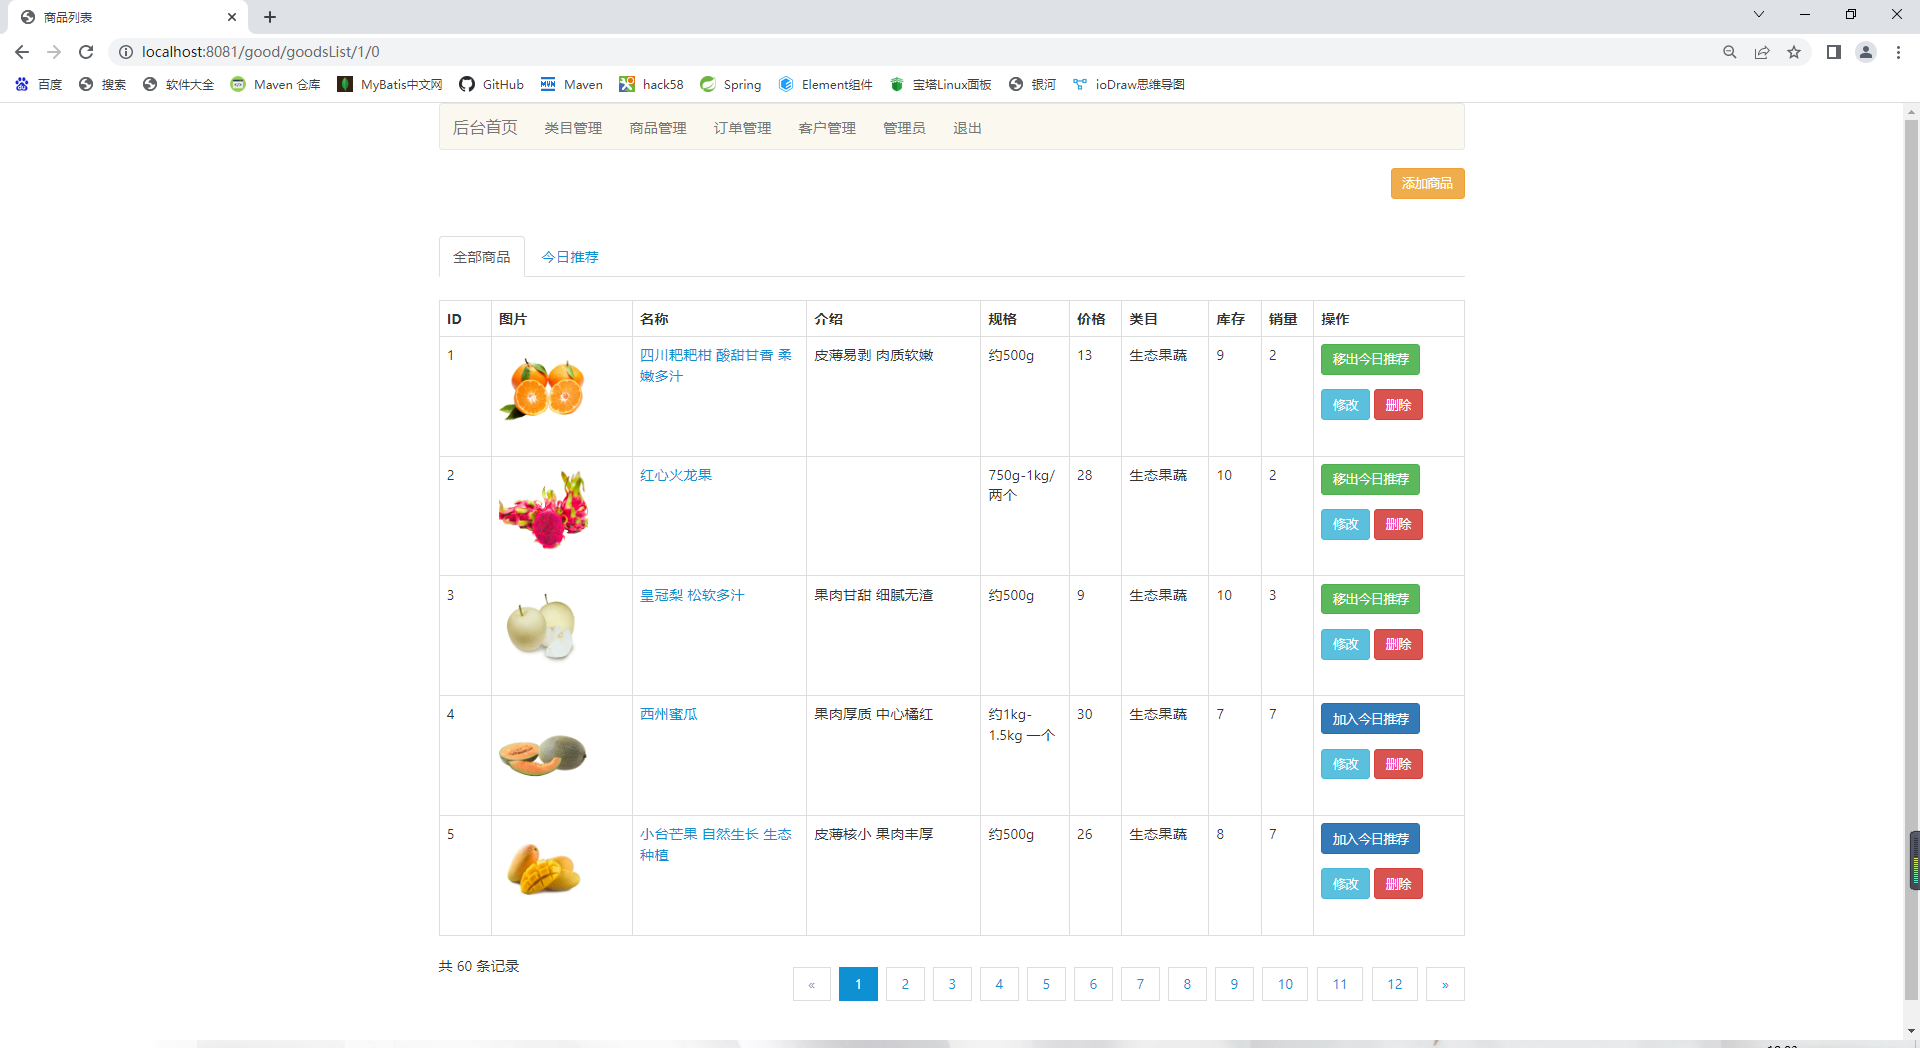 商品列表
localhost:8081/good/goodsList/1/0
百度 搜索 软件大全 Maven 仓库 MyBatis中文网 GitHub Maven hack58 Spring Element组件 宝塔Linux面板 银河 ioDraw思维导图
后台首页 类目管理 商品管理 订单管理 客户管理 管理员 退出
添加商品
全部商品 今日推荐
ID 图片 名称 介绍 规格 价格 类目 库存 销量 操作
1 四川粑粑柑 酸甜甘香 柔 皮薄易剥 肉质软嫩 约500g 13 生态果蔬 9 2 移出今日推荐
嫩多汁
修改 删除
2 红心火龙果 750g-1kg/ 28 生态果蔬 10 2 移出今日推荐
两个
修改 删除
3 皇冠梨 松软多汁 果肉甘甜 细腻无渣 约500g 9 生态果蔬 10 3 移出今日推荐
修改 删除
4 西州蜜瓜 果肉厚质 中心橘红 约1kg- 30 生态果蔬 7 7 加入今日推荐
1.5kg 一个
修改 删除
5 小台芒果 自然生长 生态 皮薄核小 果肉丰厚 约500g 26 生态果蔬 8 7 加入今日推荐
种植
修改 删除
共 60 条记录
« 1 2 3 4 5 6 7 8 9 10 11 12 »